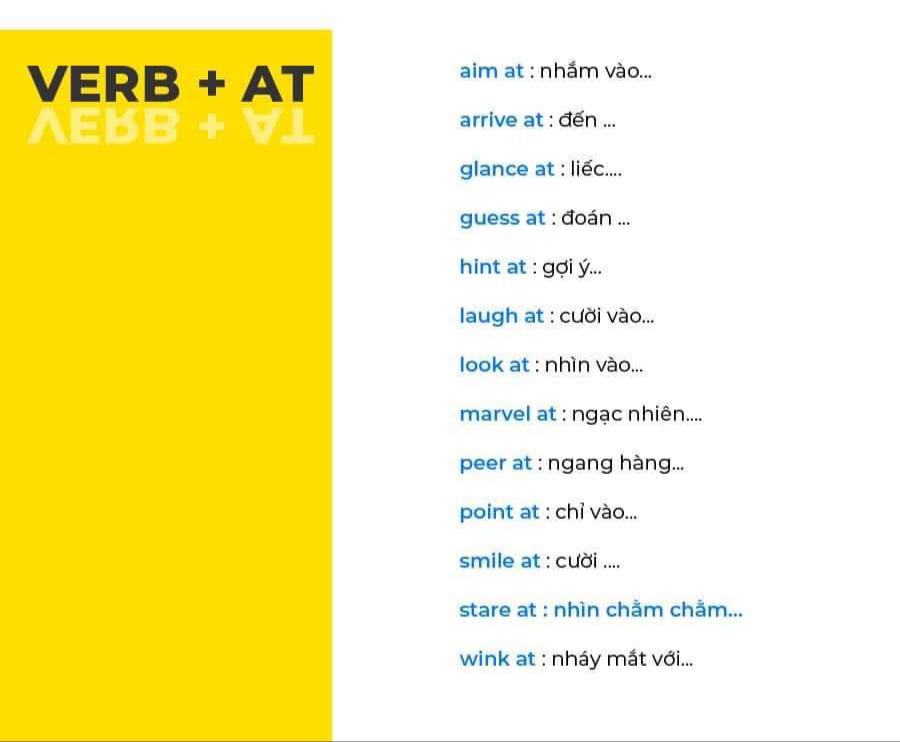 VERB + AT
aim at : nhắm vào...
arrive at : đến ...
glance at : liếc....
guess at : đoán ...
hint at : gợi ý...
laugh at : cười vào...
look at : nhìn vào...
marvel at : ngạc nhiên....
peer at : ngang hàng...
point at : chỉ vào...
smile at : cười ....
stare at : nhìn chằm chằm...
wink at : nháy mắt với...